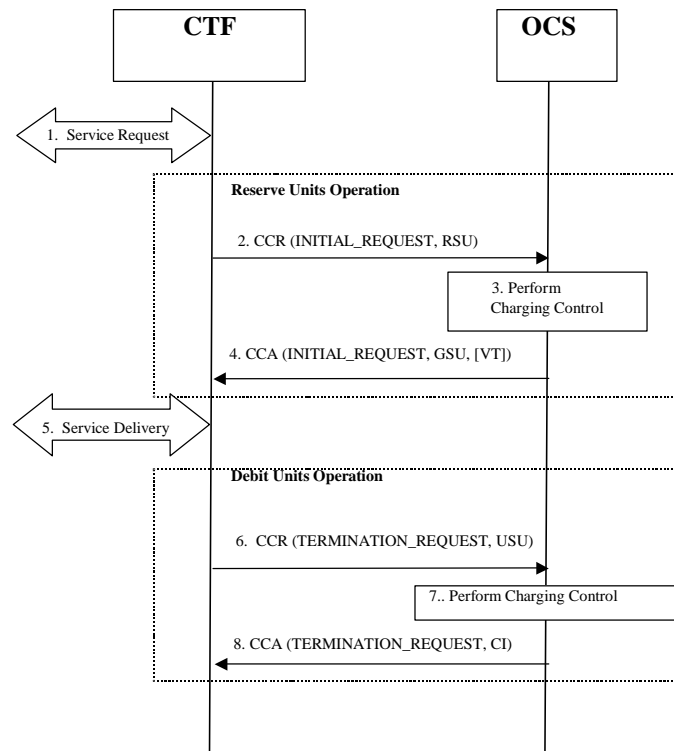 CTF
OCS
1. Service Request
Reserve Units Operation
2. CCR (INITIAL_REQUEST, RSU)
3. Perform
Charging Control
4. CCA (INITIAL_REQUEST, GSU, [VT])
5. Service Delivery
Debit Units Operation
6. CCR (TERMINATION_REQUEST, USU)
7.. Perform Charging Control
8. CCA (TERMINATION_REQUEST, CI)